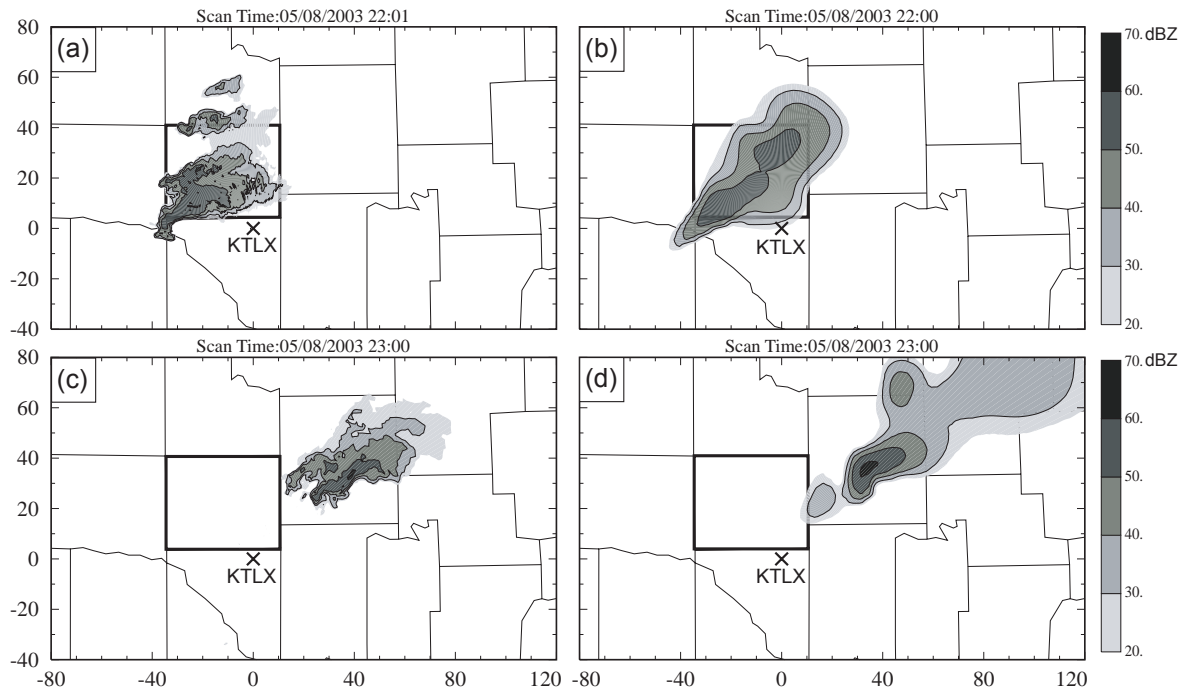 Scan Time:05/08/2003 22:01
Scan Time:05/08/2003 22:00
(a)
(b)
80
60
40
20
0
-20
-40
KTLX
KTLX
70. dBZ
60.
50.
40.
30.
20.
Scan Time:05/08/2003 23:00
Scan Time:05/08/2003 23:00
(c)
(d)
80
60
40
20
0
-20
-40
KTLX
KTLX
70. dBZ
60.
50.
40.
30.
20.
-80 -40 0 40 80 120
-80 -40 0 40 80 120